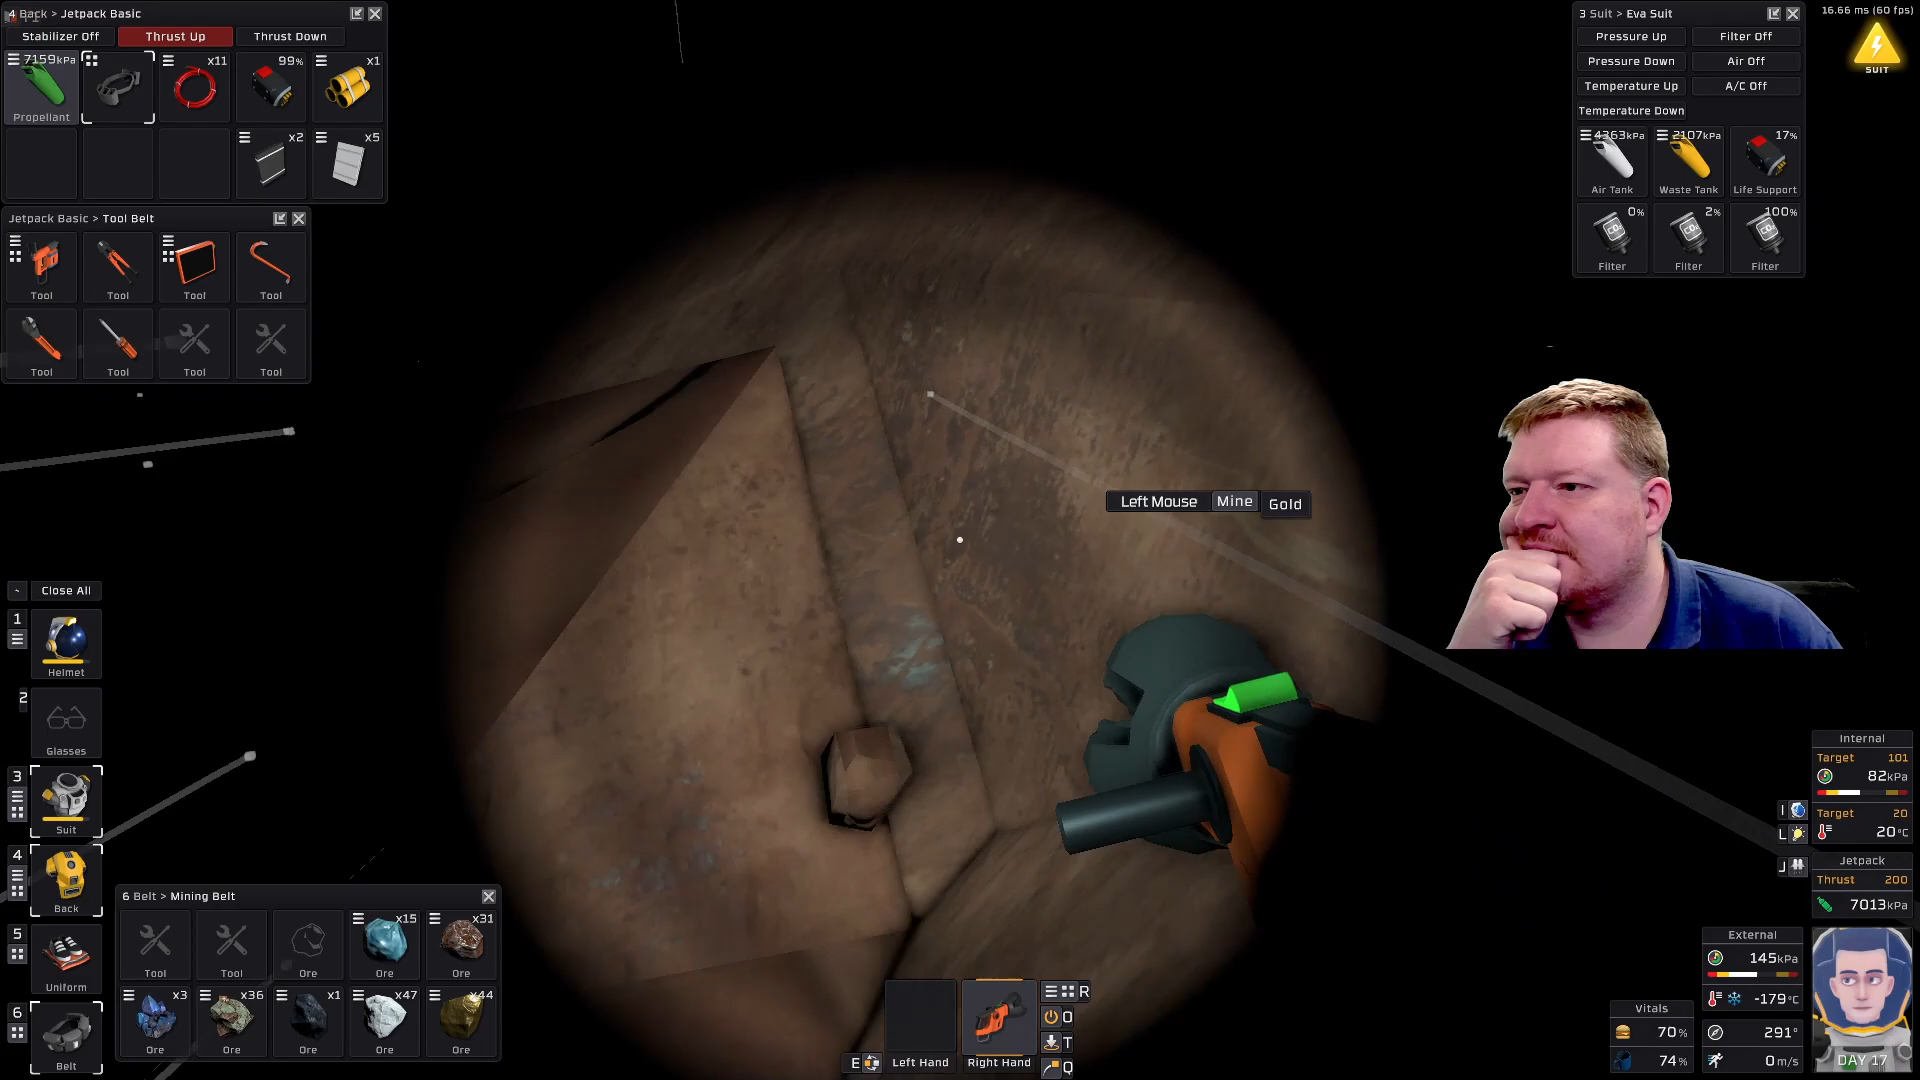 4 Back > Jetpack Basic
Stabilizer Off Thrust Up Thrust Down
7159kPa x11 99% x1
Propellant
x2 x5
Jetpack Basic > Tool Belt
Tool Tool Tool Tool
Tool Tool Tool Tool
3 Suit > Eva Suit
Pressure Up Filter Off
Pressure Down Air Off
Temperature Up A/C Off
Temperature Down
4363kPa 2107kPa 17%
Air Tank Waste Tank Life Support
0% 2% 100%
Filter Filter Filter
16.66 ms (60 fps)
SUIT
Left Mouse Mine Gold
~ Close All
1
Helmet
2
Glasses
3
Suit
4
Back
5
Uniform
6
Belt
6 Belt > Mining Belt
x15 x31
Tool Tool Ore Ore Ore
x3 x36 x1 x47 x44
Ore Ore Ore Ore Ore
E Left Hand Right Hand
R
O
T
Q
Internal
Target 101
82kPa
Target 20
20°C
I
L
J
Jetpack
Thrust 200
7013kPa
External
145kPa
-179°C
291°
0m/s
Vitals
70%
74%
DAY 17